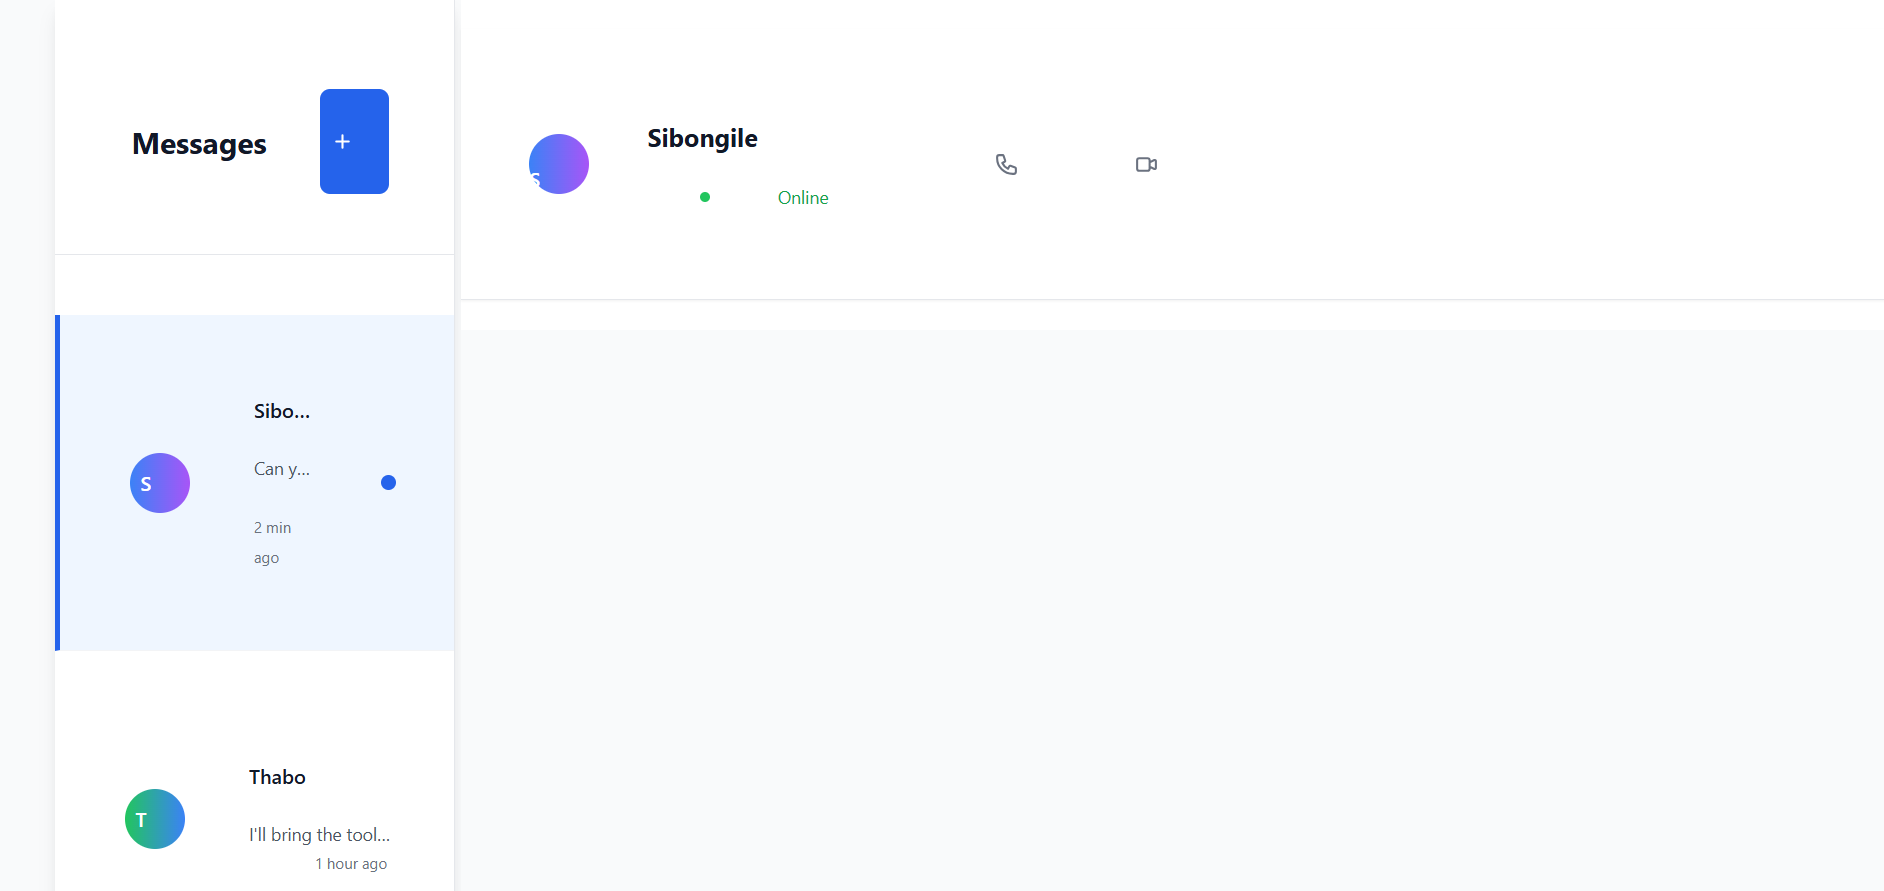 Messages
+
S
Sibo...
Can y...
2 min
ago
T
Thabo
I'll bring the tool...
1 hour ago
S
Sibongile
Online